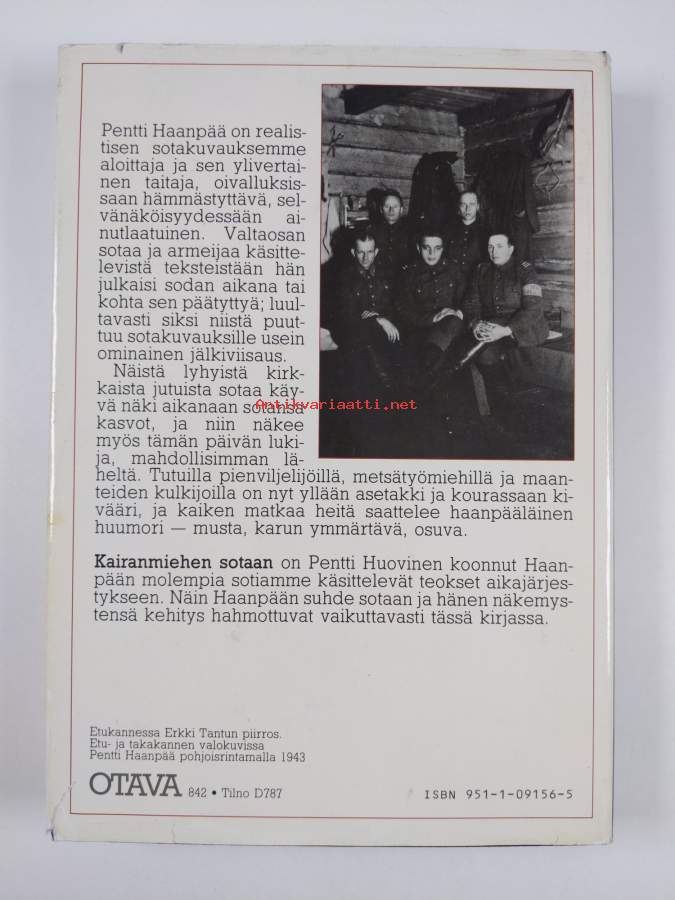 Pentti Haanpää on realis-
tisen sotakuvauksemme
aloittaja ja sen ylivertai-
nen taitaja, oivalluksis-
saan hämmästyttävä, sel-
vänäköisyydessään ai-
nutlaatuinen. Valtaosan
sotaa ja armeijaa käsitte-
levistä teksteistään hän
julkaisi sodan aikana tai
kohta sen päätyttyä; luul-
tavasti siksi niistä puut-
tuu sotakuvauksille usein
ominainen jälkiviisaus.
Näistä lyhyistä kirk-
kaista jutuista sotaa käy-
vä näki aikanaan sotansa
kasvot, ja niin näkee
myös tämän päivän luki-
ja, mahdollisimman lä-
heltä. Tutuilla pienviljelijöillä, metsätyömiehillä ja maan-
teiden kulkijoilla on nyt yllään asetakki ja kourassaan ki-
vääri, ja kaiken matkaa heitä saattelee haanpääläinen
huumori — musta, karun ymmärtävä, osuva.
Kairanmiehen sotaan on Pentti Huovinen koonnut Haan-
pään molempia sotiamme käsittelevät teokset aikajärjes-
tykseen. Näin Haanpään suhde sotaan ja hänen näkemys-
tensä kehitys hahmottuvat vaikuttavasti tässä kirjassa.
Antikvariaatti.net
Etukannessa Erkki Tantun piirros.
Etu- ja takakannen valokuvissa
Pentti Haanpää pohjoisrintamalla 1943
OTAVA 842 • Tilno D787
ISBN 951-1-09156-5